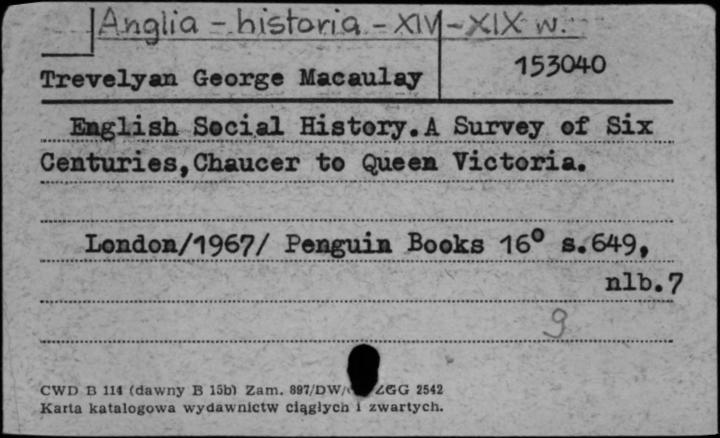 Anglia - historia - XIV - XIX w.
Trevelyan George Macaulay
153040
English Social History.A Survey of Six
Centuries,Chaucer to Queen Victoria.
London/1967/ Penguin Books 16° s.649,
nlb.7
9
CWD B 114 (dawny B 15b) Zam. 897/DW/ ZGG 2542
Karta katalogowa wydawnictw ciągłych i zwartych.